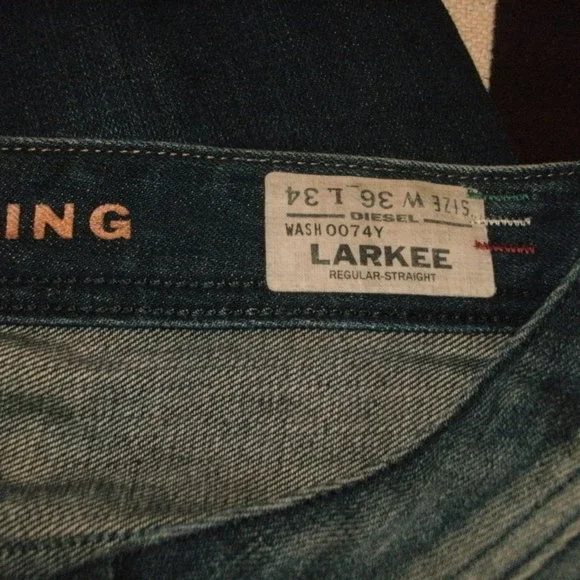 ING
SIZE W 36 L 34
DIESEL
WASH 0074Y
LARKEE
REGULAR-STRAIGHT